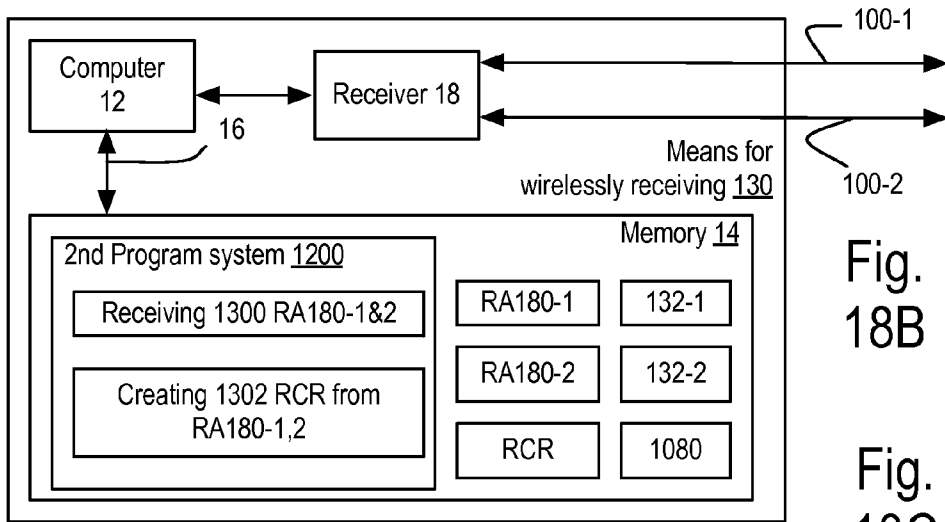 100-1
Computer
12
Receiver 18
16
Means for
wirelessly receiving 130
100-2
Memory 14
2nd Program system 1200
Receiving 1300 RA180-1&2
Creating 1302 RCR from
RA180-1,2
RA180-1
132-1
RA180-2
132-2
RCR
1080
Fig.
18B
Fig.